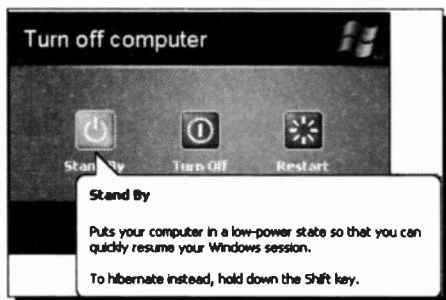 Turn off computer
Stand By
Turn Off
Restart
Stand By
Puts your computer in a low-power state so that you can
quickly resume your Windows session.
To hibernate instead, hold down the Shift key.